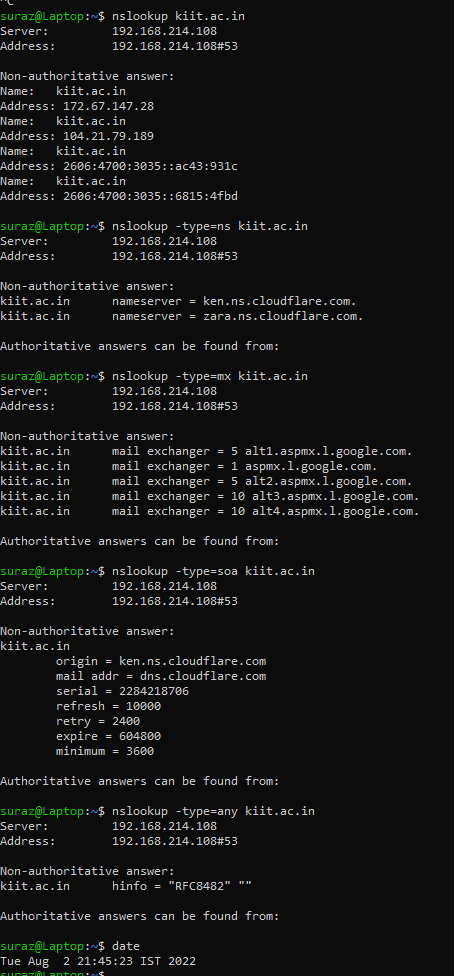 ^C
suraz@Laptop:~$ nslookup kiit.ac.in
Server:         192.168.214.108
Address:        192.168.214.108#53

Non-authoritative answer:
Name:   kiit.ac.in
Address: 172.67.147.28
Name:   kiit.ac.in
Address: 104.21.79.189
Name:   kiit.ac.in
Address: 2606:4700:3035::ac43:931c
Name:   kiit.ac.in
Address: 2606:4700:3035::6815:4fbd

suraz@Laptop:~$ nslookup -type=ns kiit.ac.in
Server:         192.168.214.108
Address:        192.168.214.108#53

Non-authoritative answer:
kiit.ac.in      nameserver = ken.ns.cloudflare.com.
kiit.ac.in      nameserver = zara.ns.cloudflare.com.

Authoritative answers can be found from:

suraz@Laptop:~$ nslookup -type=mx kiit.ac.in
Server:         192.168.214.108
Address:        192.168.214.108#53

Non-authoritative answer:
kiit.ac.in      mail exchanger = 5 alt1.aspmx.l.google.com.
kiit.ac.in      mail exchanger = 1 aspmx.l.google.com.
kiit.ac.in      mail exchanger = 5 alt2.aspmx.l.google.com.
kiit.ac.in      mail exchanger = 10 alt3.aspmx.l.google.com.
kiit.ac.in      mail exchanger = 10 alt4.aspmx.l.google.com.

Authoritative answers can be found from:

suraz@Laptop:~$ nslookup -type=soa kiit.ac.in
Server:         192.168.214.108
Address:        192.168.214.108#53

Non-authoritative answer:
kiit.ac.in
        origin = ken.ns.cloudflare.com
        mail addr = dns.cloudflare.com
        serial = 2284218706
        refresh = 10000
        retry = 2400
        expire = 604800
        minimum = 3600

Authoritative answers can be found from:

suraz@Laptop:~$ nslookup -type=any kiit.ac.in
Server:         192.168.214.108
Address:        192.168.214.108#53

Non-authoritative answer:
kiit.ac.in      hinfo = "RFC8482" ""

Authoritative answers can be found from:

suraz@Laptop:~$ date
Tue Aug  2 21:45:23 IST 2022